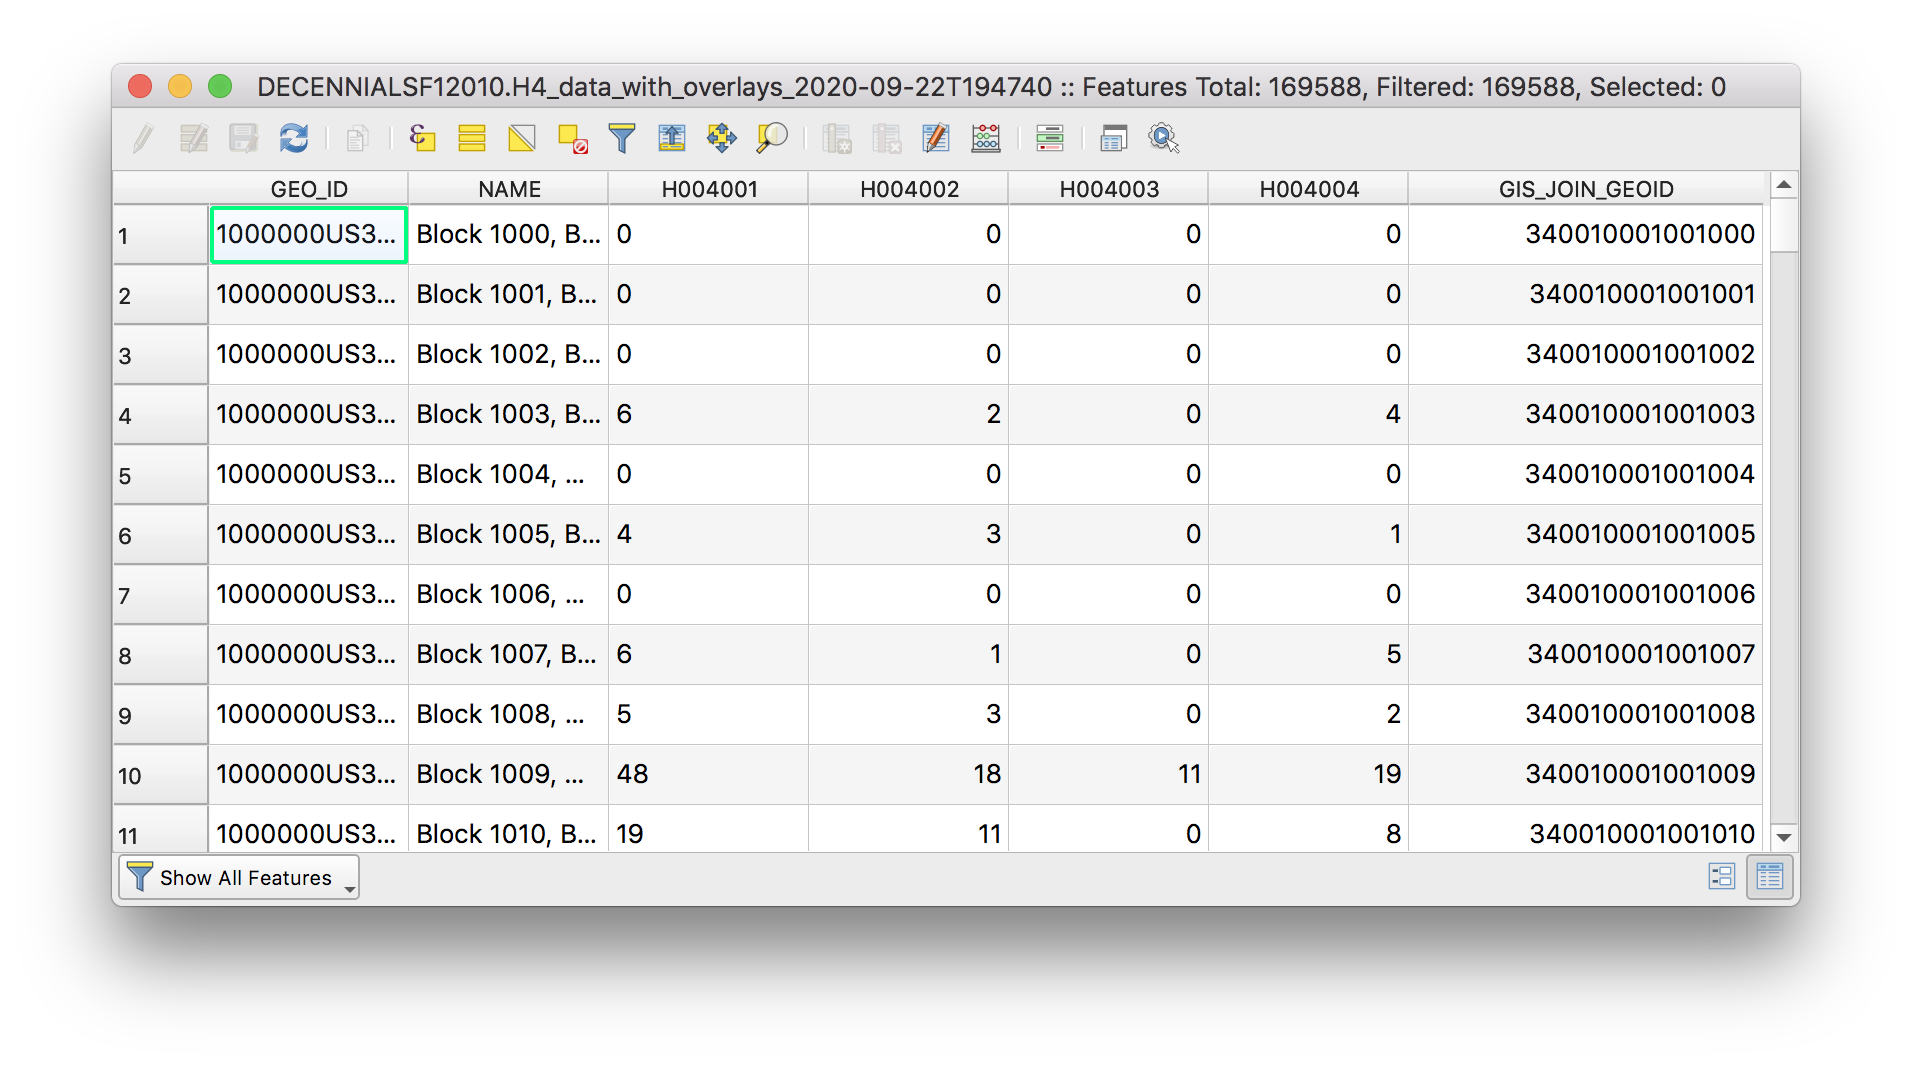 DECENNIALSF12010.H4_data_with_overlays_2020-09-22T194740 :: Features Total: 169588, Filtered: 169588, Selected: 0
GEO_ID NAME H004001 H004002 H004003 H004004 GIS_JOIN_GEOID
1 1000000US3... Block 1000, B... 0 0 0 0 340010001001000
2 1000000US3... Block 1001, B... 0 0 0 0 340010001001001
3 1000000US3... Block 1002, B... 0 0 0 0 340010001001002
4 1000000US3... Block 1003, B... 6 2 0 4 340010001001003
5 1000000US3... Block 1004, ... 0 0 0 0 340010001001004
6 1000000US3... Block 1005, B... 4 3 0 1 340010001001005
7 1000000US3... Block 1006, ... 0 0 0 0 340010001001006
8 1000000US3... Block 1007, B... 6 1 0 5 340010001001007
9 1000000US3... Block 1008, ... 5 3 0 2 340010001001008
10 1000000US3... Block 1009, ... 48 18 11 19 340010001001009
11 1000000US3... Block 1010, B... 19 11 0 8 340010001001010
Show All Features